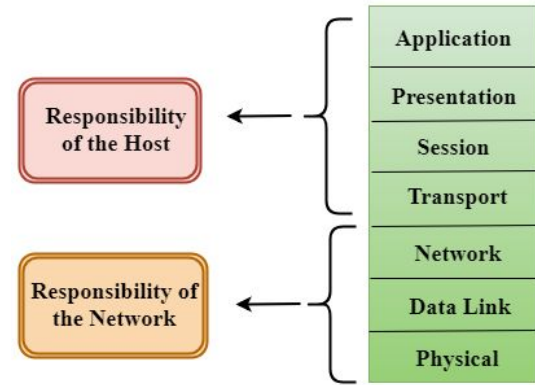 Responsibility
of the Host
Responsibility of
the Network
Application
Presentation
Session
Transport
Network
Data Link
Physical